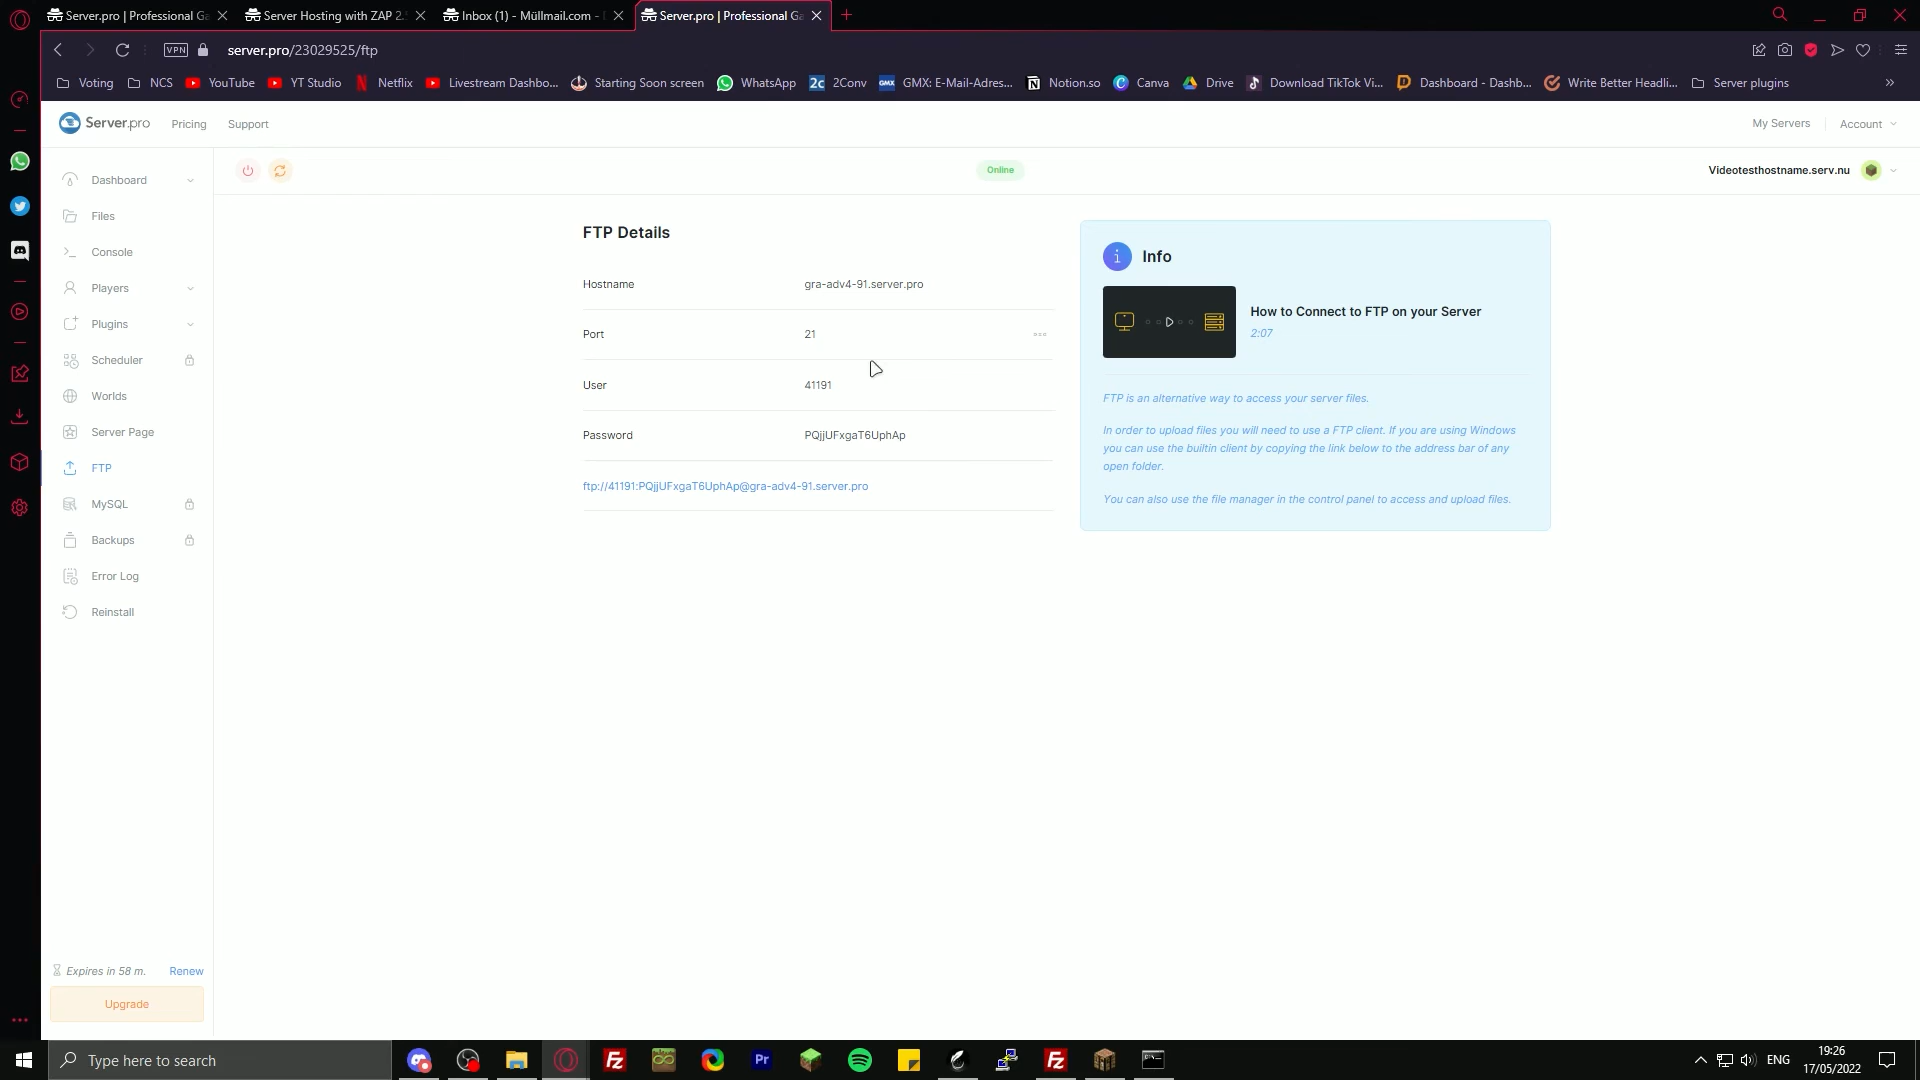 Server.pro | Professional Ga
Server Hosting with ZAP 2.
Inbox (1) - Müllmail.com -
Server.pro | Professional Ga
VPN
server.pro/23029525/ftp
Voting
NCS
YouTube
YT Studio
Netflix
Livestream Dashbo...
Starting Soon screen
WhatsApp
2c 2Conv
GMX GMX: E-Mail-Adres...
Notion.so
Canva
Drive
Download TikTok Vi...
Dashboard - Dashb...
Write Better Headli...
Server plugins
»
Server.pro
Pricing
Support
My Servers
Account
Online
Videotesthostname.serv.nu
Dashboard
Files
Console
Players
Plugins
Scheduler
Worlds
Server Page
FTP
MySQL
Backups
Error Log
Reinstall
Expires in 58 m.
Renew
Upgrade
FTP Details
Hostname gra-adv4-91.server.pro
Port 21
User 41191
Password PQjjUFxgaT6UphAp
ftp://41191:PQjjUFxgaT6UphAp@gra-adv4-91.server.pro
i Info
How to Connect to FTP on your Server
2:07
FTP is an alternative way to access your server files.
In order to upload files you will need to use a FTP client. If you are using Windows
you can use the builtin client by copying the link below to the address bar of any
open folder.
You can also use the file manager in the control panel to access and upload files.
Type here to search
Fz
Pr
Fz
ENG
19:26
17/05/2022